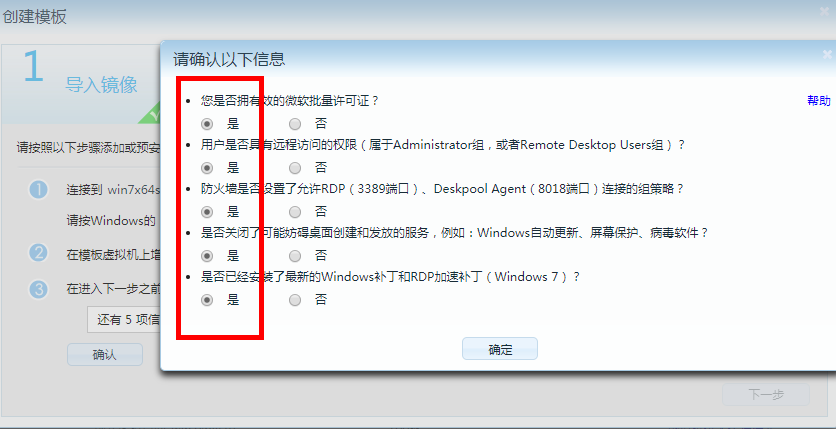 创建模板
请确认以下信息
1
导入镜像
您是否拥有效的微软批量许可证？
帮助
是 否
请按照以下步骤添加或预安
用户是否具有远程访问的权限（属于Administrator组，或者Remote Desktop Users组）？
是 否
1 连接到 win7x64s
防火墙是否设置了允许RDP（3389端口）、Deskpool Agent（8018端口）连接的组策略？
是 否
请按Windows的
是否关闭了可能妨碍桌面创建和发放的服务，例如：Windows自动更新、屏幕保护、病毒软件？
2 在模板虚拟机上增
是 否
是否已经安装了最新的Windows补丁和RDP加速补丁（Windows 7）？
3 在进入下一步之前
是 否
还有 5 项信
确认
确定
下一步